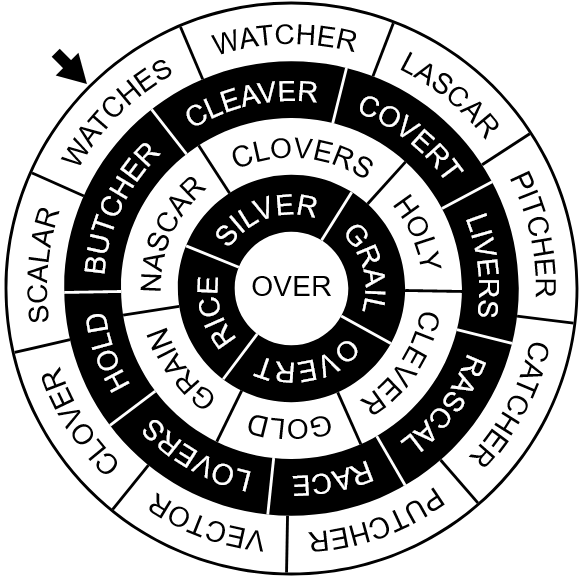 WATCHES
WATCHER
LASCAR
PITCHER
CATCHER
PUTCHER
VECTOR
CLOVER
SCALAR
BUTCHER
CLEAVER
COVERT
LIVERS
RASCAL
RACE
LOVERS
HOLD
NASCAR
CLOVERS
HOLY
CLEVER
GOLD
GRAIN
SILVER
GRAIL
OVERT
RICE
OVER